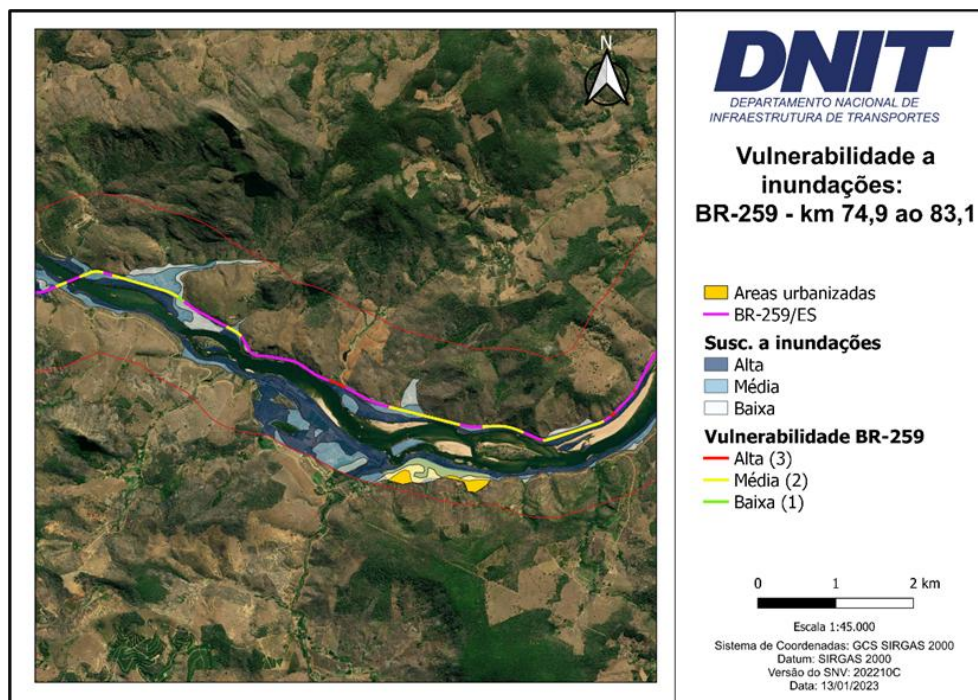 N
DNIT
DEPARTAMENTO NACIONAL DE
INFRAESTRUTURA DE TRANSPORTES
Vulnerabilidade a
inundações:
BR-259 - km 74,9 ao 83,1
Areas urbanizadas
BR-259/ES
Susc. a inundações
Alta
Média
Baixa
Vulnerabilidade BR-259
Alta (3)
Média (2)
Baixa (1)
0 1 2 km
Escala 1:45.000
Sistema de Coordenadas: GCS SIRGAS 2000
Datum: SIRGAS 2000
Versão do SNV: 202210C
Data: 13/01/2023